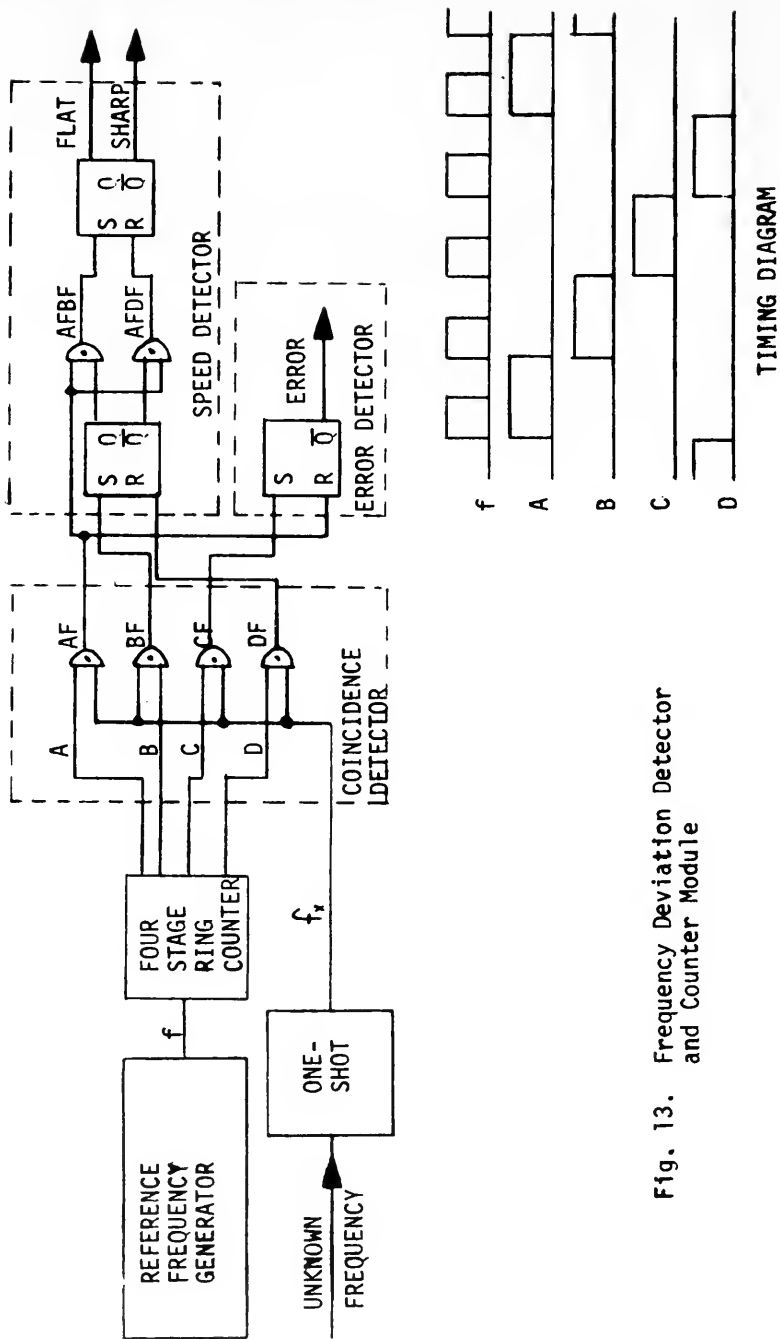 REFERENCE
FREQUENCY
GENERATOR
f
FOUR
STAGE
RING
COUNTER
UNKNOWN
FREQUENCY
ONE-
SHOT
fx
A
B
C
D
AF
BF
CF
DF
COINCIDENCE
DETECTOR
S Q
R Q̅
AFBF
AFDF
S Q
R Q̅
FLAT
SHARP
SPEED DETECTOR
S
R Q̅
ERROR
ERROR DETECTOR
f
A
B
C
D
TIMING DIAGRAM
Fig. 13. Frequency Deviation Detector
and Counter Module